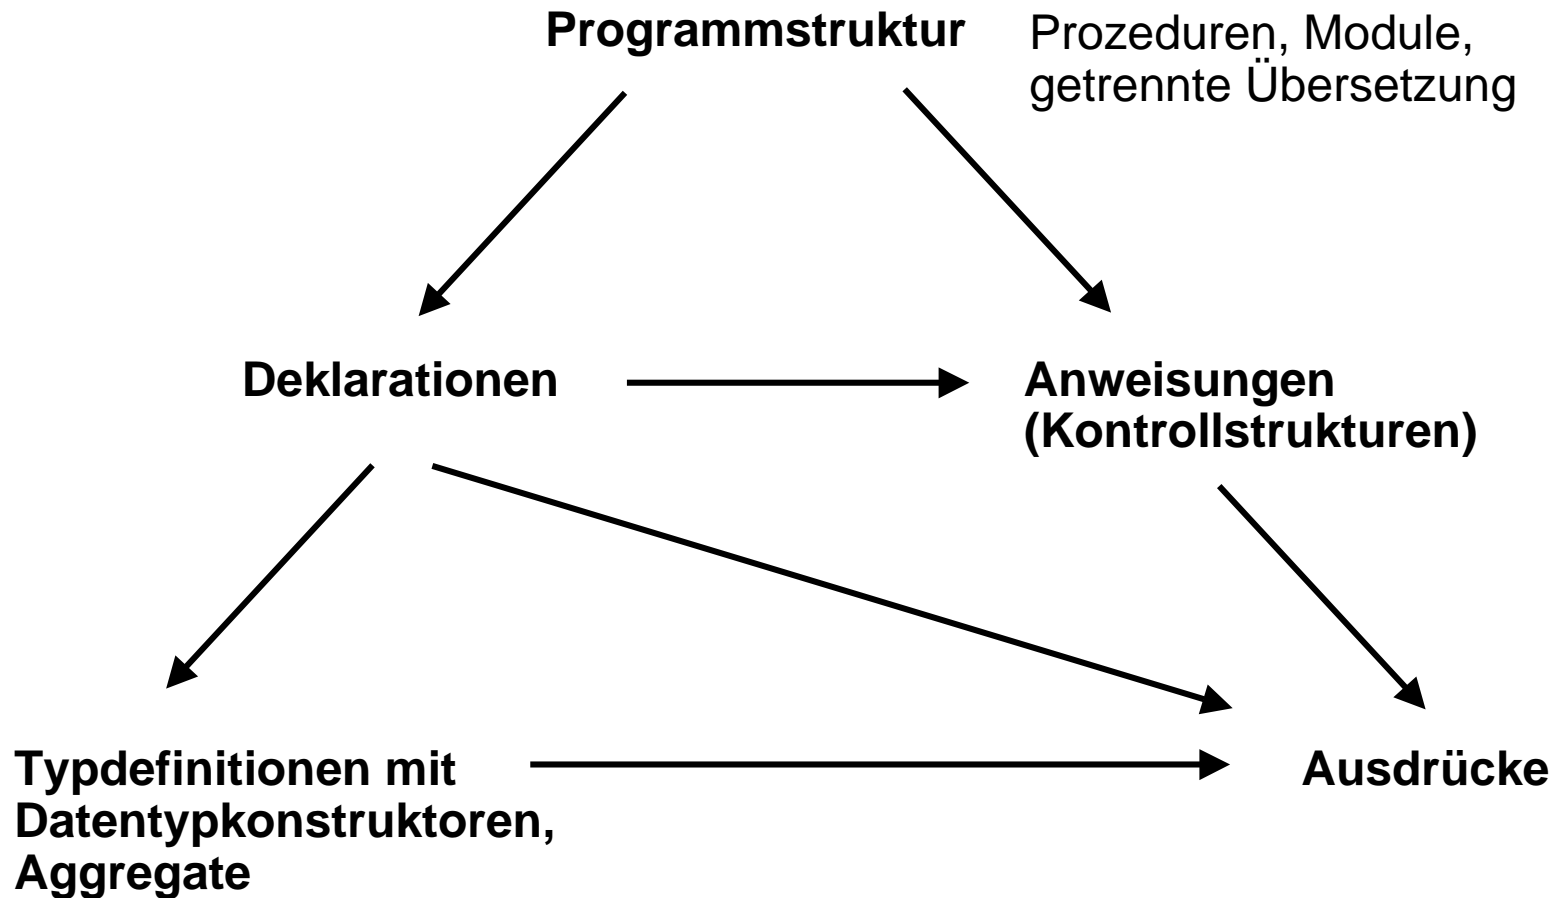 Programmstruktur
Prozeduren, Module,
getrennte Übersetzung
Deklarationen
Anweisungen
(Kontrollstrukturen)
Typdefinitionen mit
Datentypkonstruktoren,
Aggregate
Ausdrücke